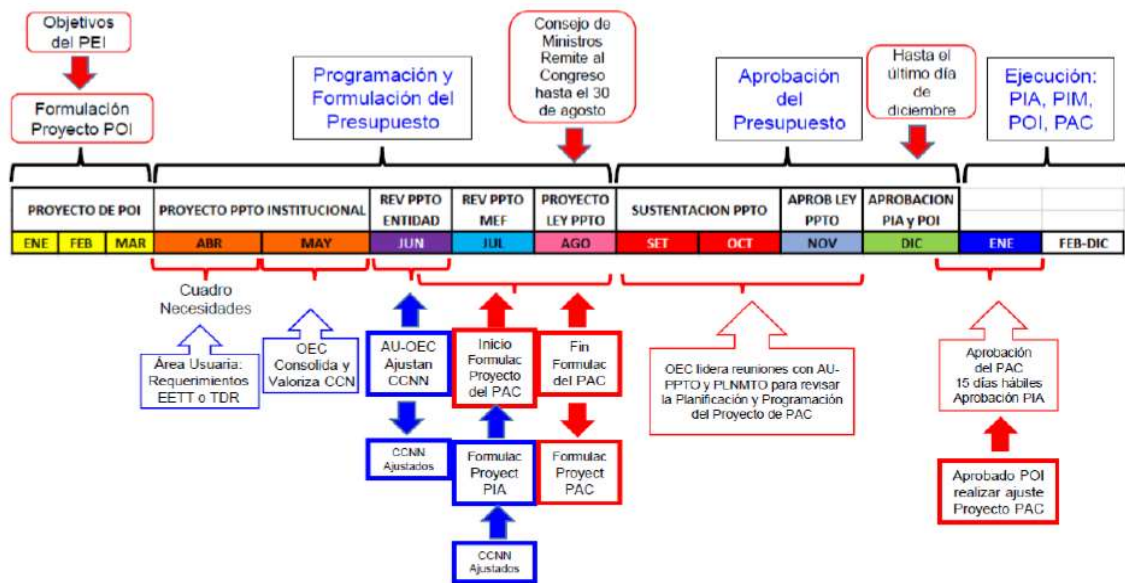 Objetivos
del PEI
Formulación
Proyecto POI
Programación y
Formulación del
Presupuesto
Consejo de
Ministros
Remite al
Congreso
hasta el 30
de agosto
Aprobación
del
Presupuesto
Hasta el
último día
de
diciembre
Ejecución:
PIA, PIM,
POI, PAC
PROYECTO DE POI
PROYECTO PPTO INSTITUCIONAL
REV PPTO
ENTIDAD
REV PPTO
MEF
PROYECTO
LEY PPTO
SUSTENTACION PPTO
APROB LEY
PPTO
APROBACION
PIA y POI
ENE
FEB
MAR
ABR
MAY
JUN
JUL
AGO
SET
OCT
NOV
DIC
ENE
FEB-DIC
Cuadro
Necesidades
Área Usuaria:
Requerimientos
EETT o TDR
OEC
Consolida y
Valoriza CCN
AU-OEC
Ajustan
CCNN
CCNN
Ajustados
Inicio
Formulac
Proyecto
del PAC
Formulac
Proyect
PIA
CCNN
Ajustados
Fin
Formulac
del PAC
Formulac
Proyect
PAC
OEC lidera reuniones con AU-
PPTO y PLNMTO para revisar
la Planificación y Programación
del Proyecto de PAC
Aprobación
del PAC
15 días hábiles
Aprobación PIA
Aprobado POI
realizar ajuste
Proyecto PAC